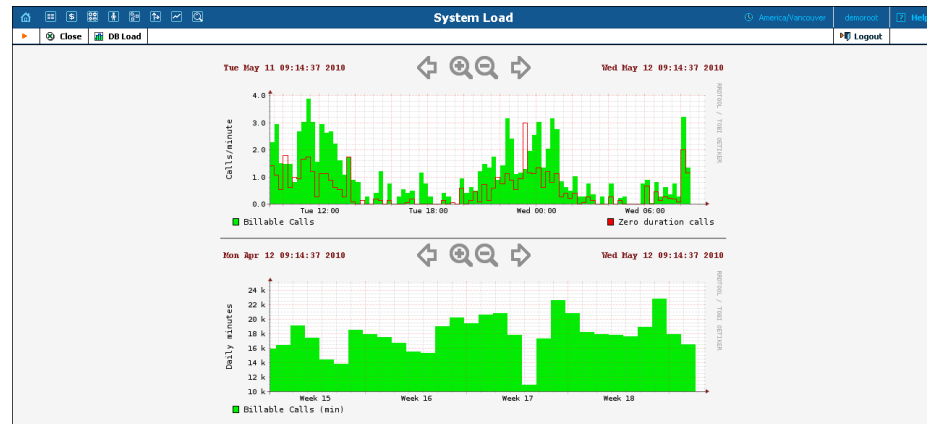 System Load
America/Vancouver
demoroot
Help
Close
DB Load
Logout
Tue May 11 09:14:37 2010
Wed May 12 09:14:37 2010
4.0
3.0
2.0
1.0
0.0
Calls/minute
RRDTOOL / TOBI OETIKER
Tue 12:00
Tue 18:00
Wed 00:00
Wed 06:00
Billable Calls
Zero duration calls
Mon Apr 12 09:14:37 2010
Wed May 12 09:14:37 2010
24 k
22 k
20 k
18 k
16 k
14 k
12 k
10 k
Daily minutes
RRDTOOL / TOBI OETIKER
Week 15
Week 16
Week 17
Week 18
Billable Calls (min)